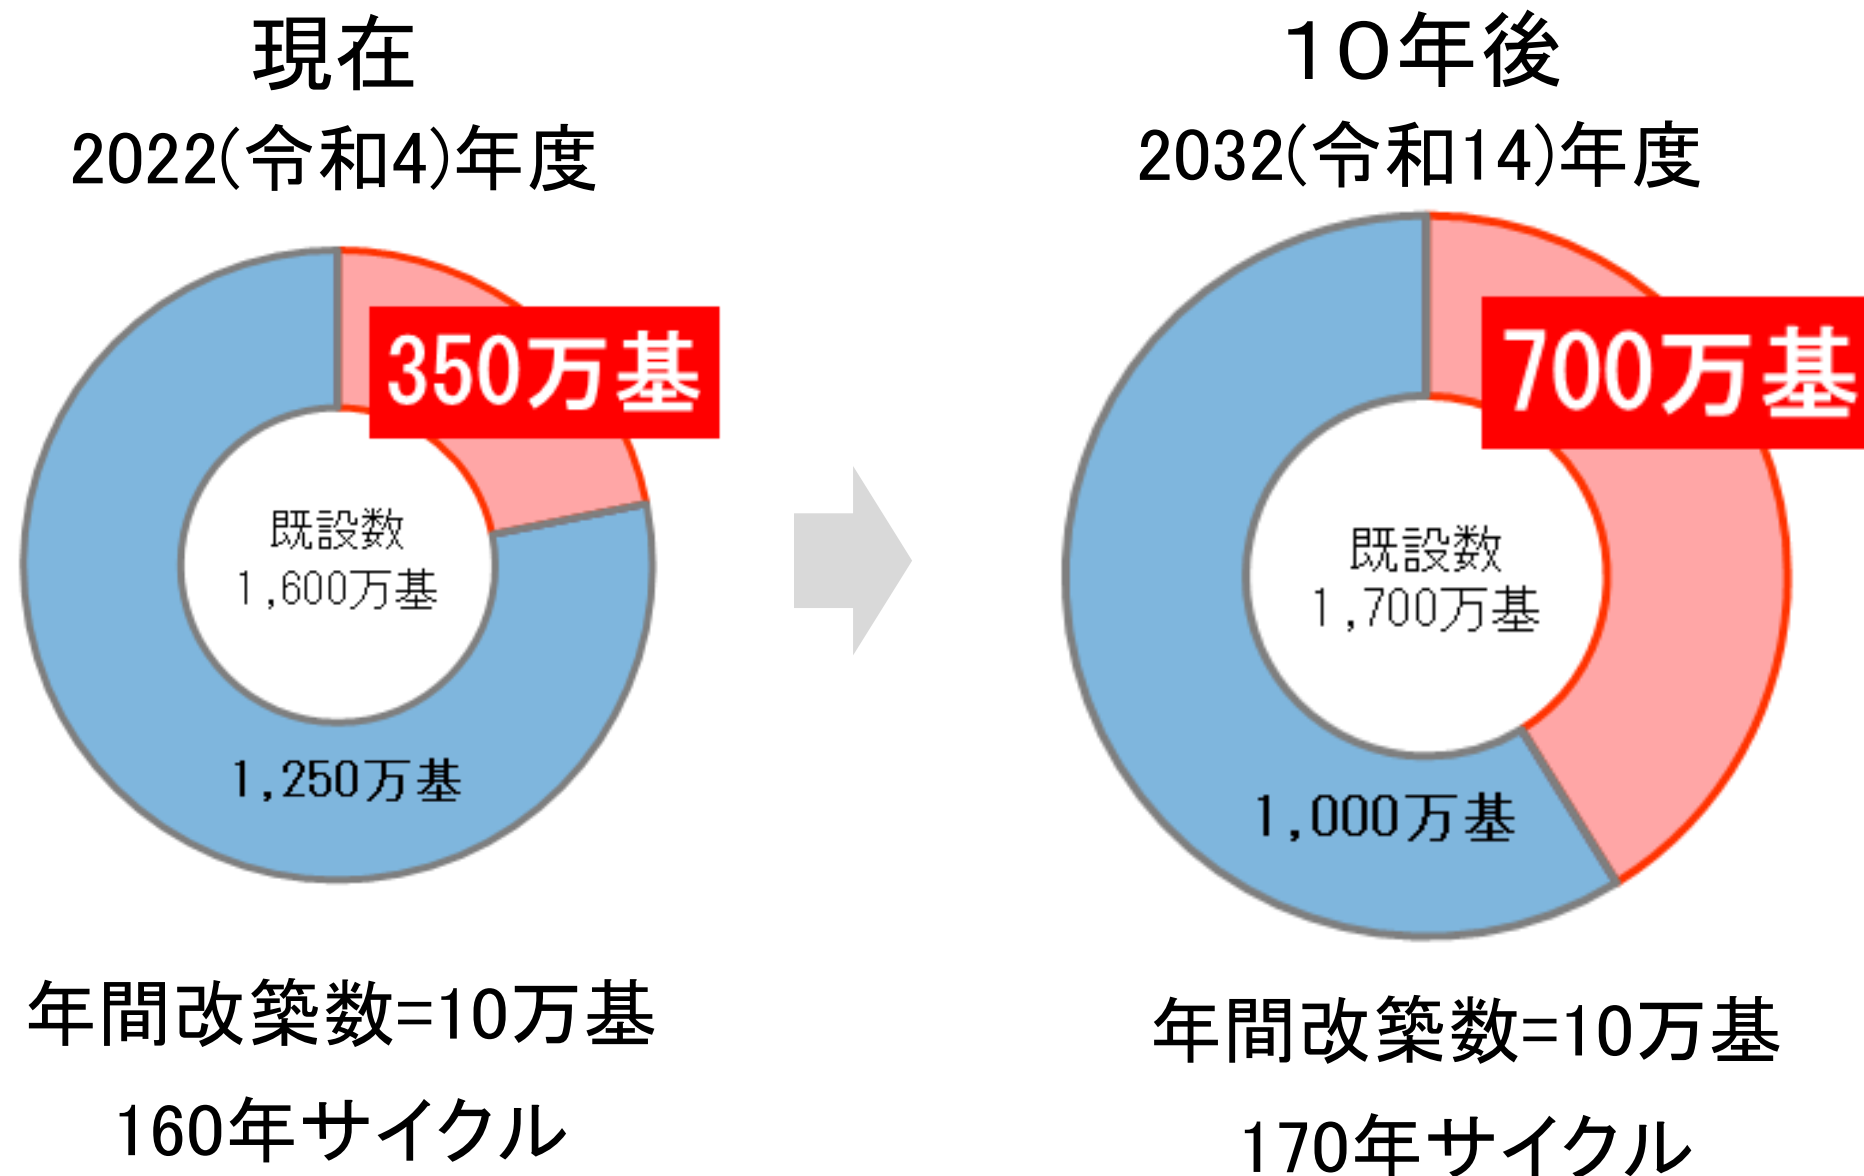 現在
2022(令和4)年度
350万基
既設数
1,600万基
1,250万基
年間改築数=10万基
160年サイクル
10年後
2032(令和14)年度
700万基
既設数
1,700万基
1,000万基
年間改築数=10万基
170年サイクル